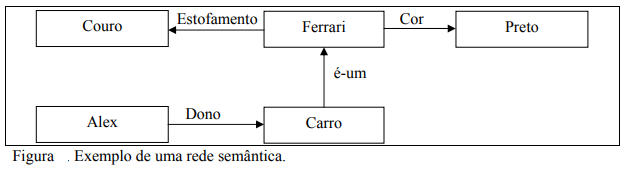 Couro
Estofamento
Ferrari
Cor
Preto
é-um
Alex
Dono
Carro
Figura . Exemplo de uma rede semântica.